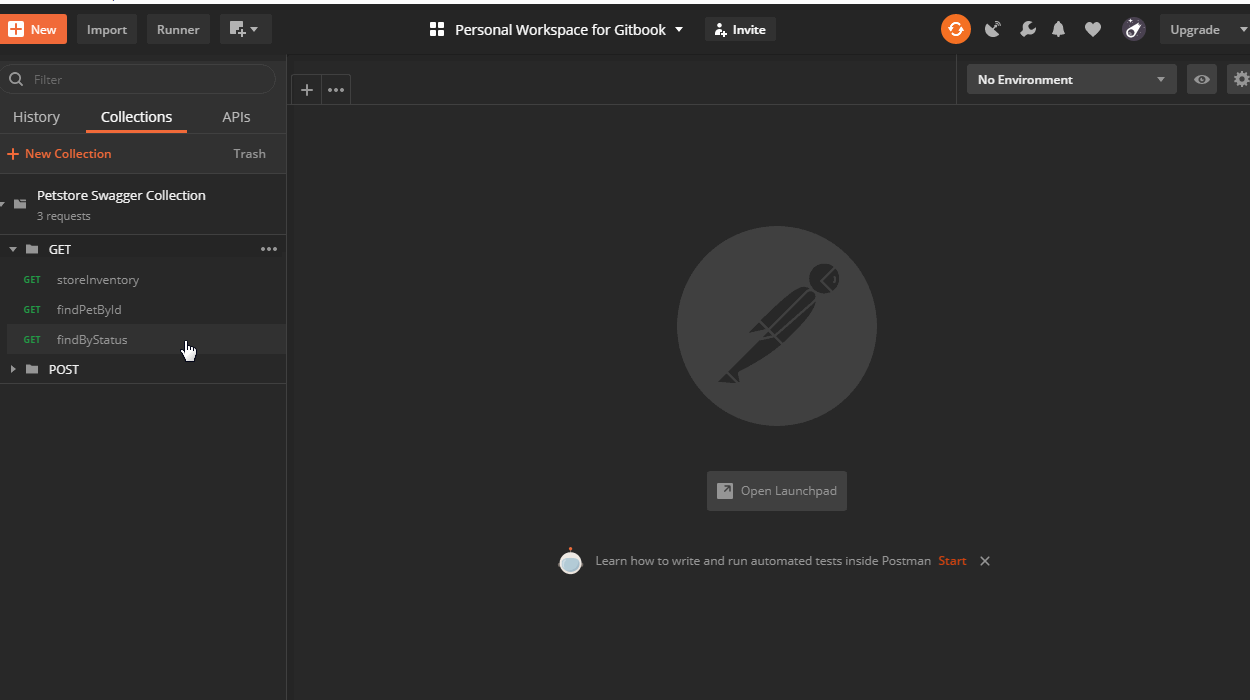 New Import Runner
Personal Workspace for Gitbook Invite Upgrade
Filter
No Environment
History Collections APIs
New Collection Trash
Petstore Swagger Collection
3 requests
GET
GET storeInventory
GET findPetById
GET findByStatus
POST
Open Launchpad
Learn how to write and run automated tests inside Postman Start